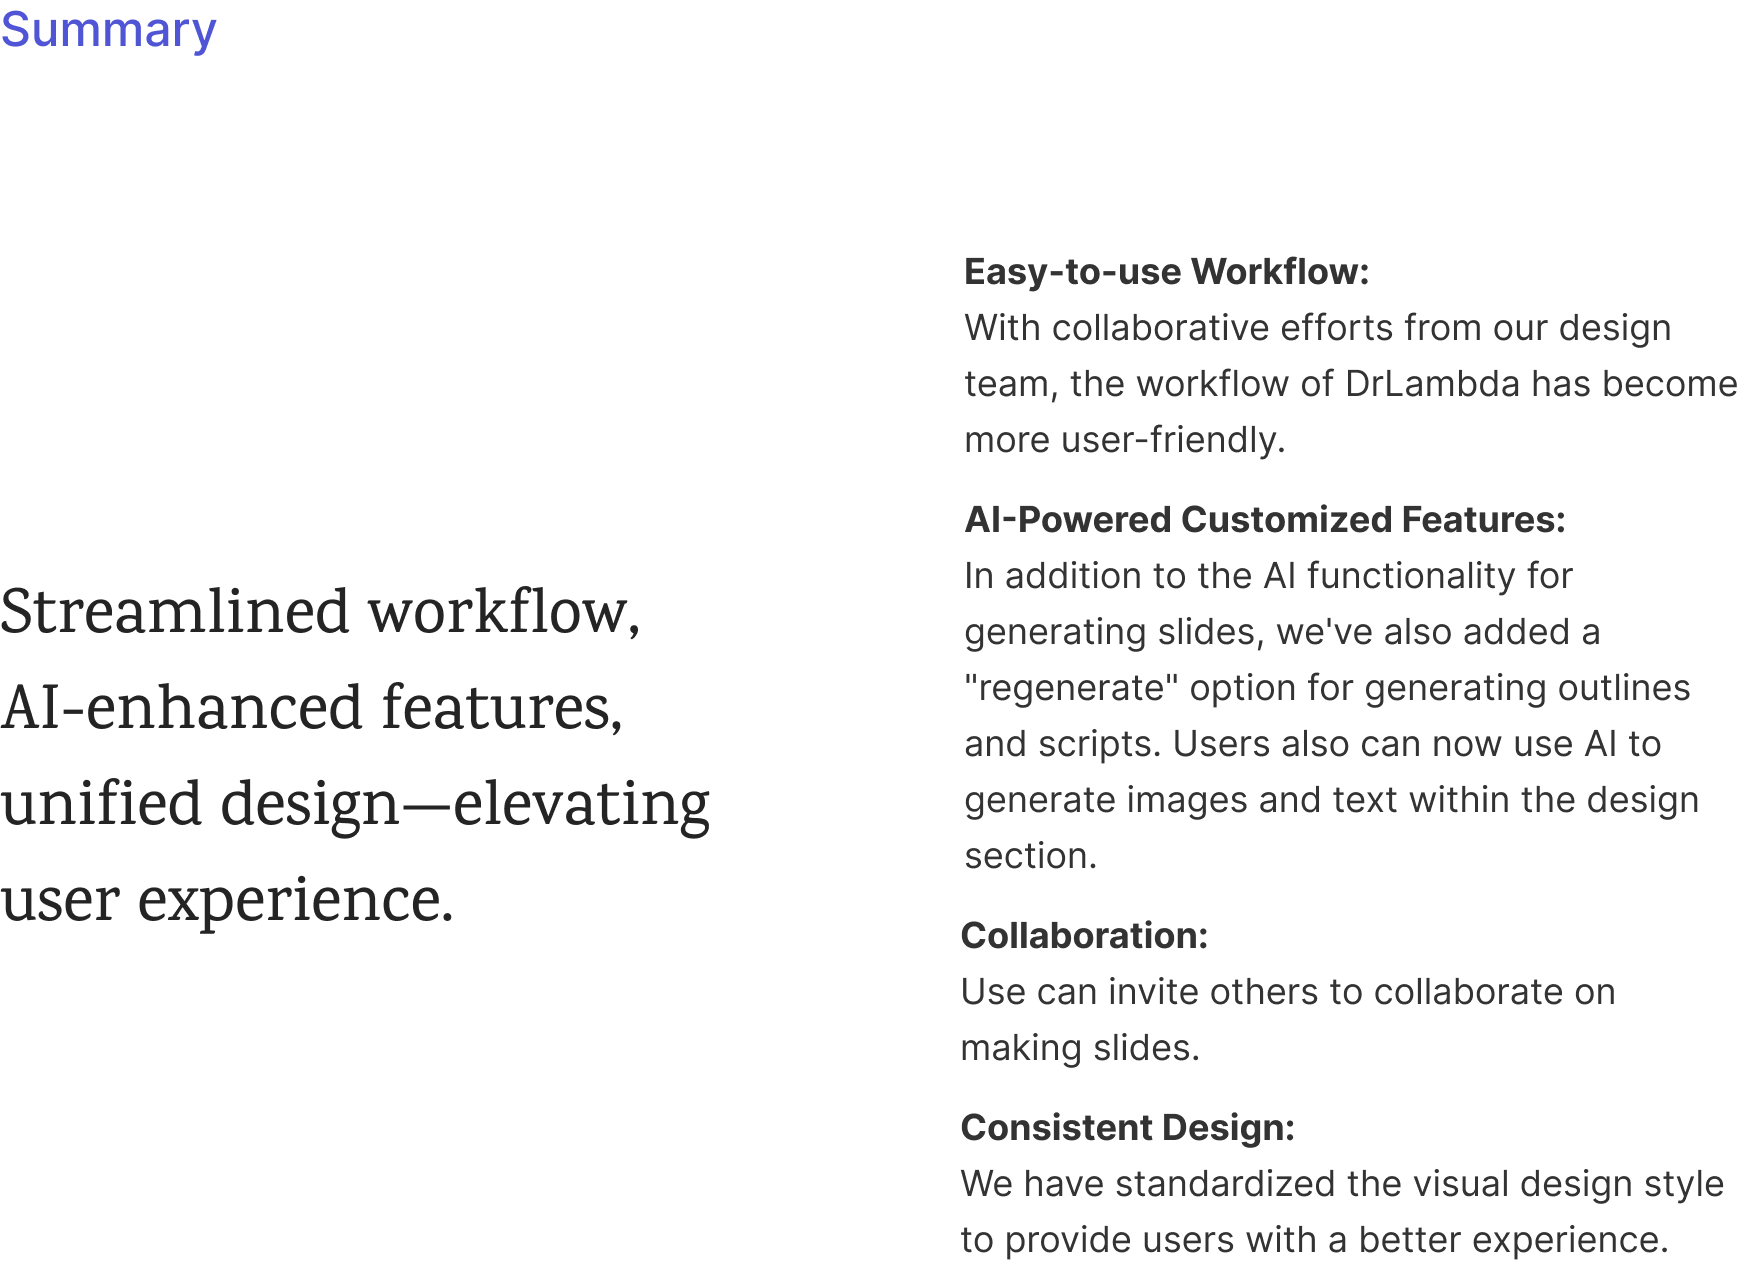 Summary
Streamlined workflow,
AI-enhanced features,
unified design—elevating
user experience.
Easy-to-use Workflow:
With collaborative efforts from our design
team, the workflow of DrLambda has become
more user-friendly.
AI-Powered Customized Features:
In addition to the AI functionality for
generating slides, we've also added a
"regenerate" option for generating outlines
and scripts. Users also can now use AI to
generate images and text within the design
section.
Collaboration:
Use can invite others to collaborate on
making slides.
Consistent Design:
We have standardized the visual design style
to provide users with a better experience.